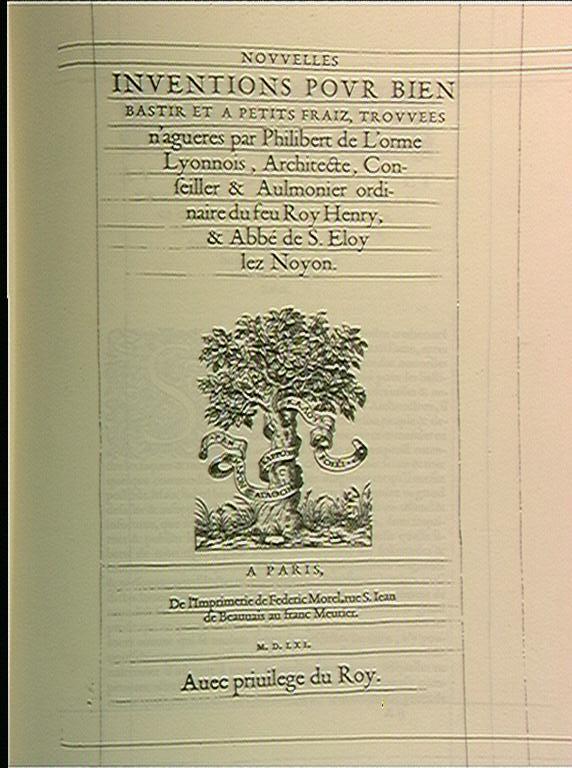 NOVVELLES
INVENTIONS POVR BIEN
BASTIR ET A PETITS FRAIZ, TROVVEES
n'agueres par Philibert de L'orme
Lyonnois, Architecte, Con-
ſeiller & Aulmonier ordi-
naire du feu Roy Henry,
& Abbé de S. Eloy
lez Noyon.
A PARIS,
De l'Imprimerie de Federic Morel, rue S. Iean
de Beauuais au franc Meurier.
M. D. LXI.
Auec priuilege du Roy.